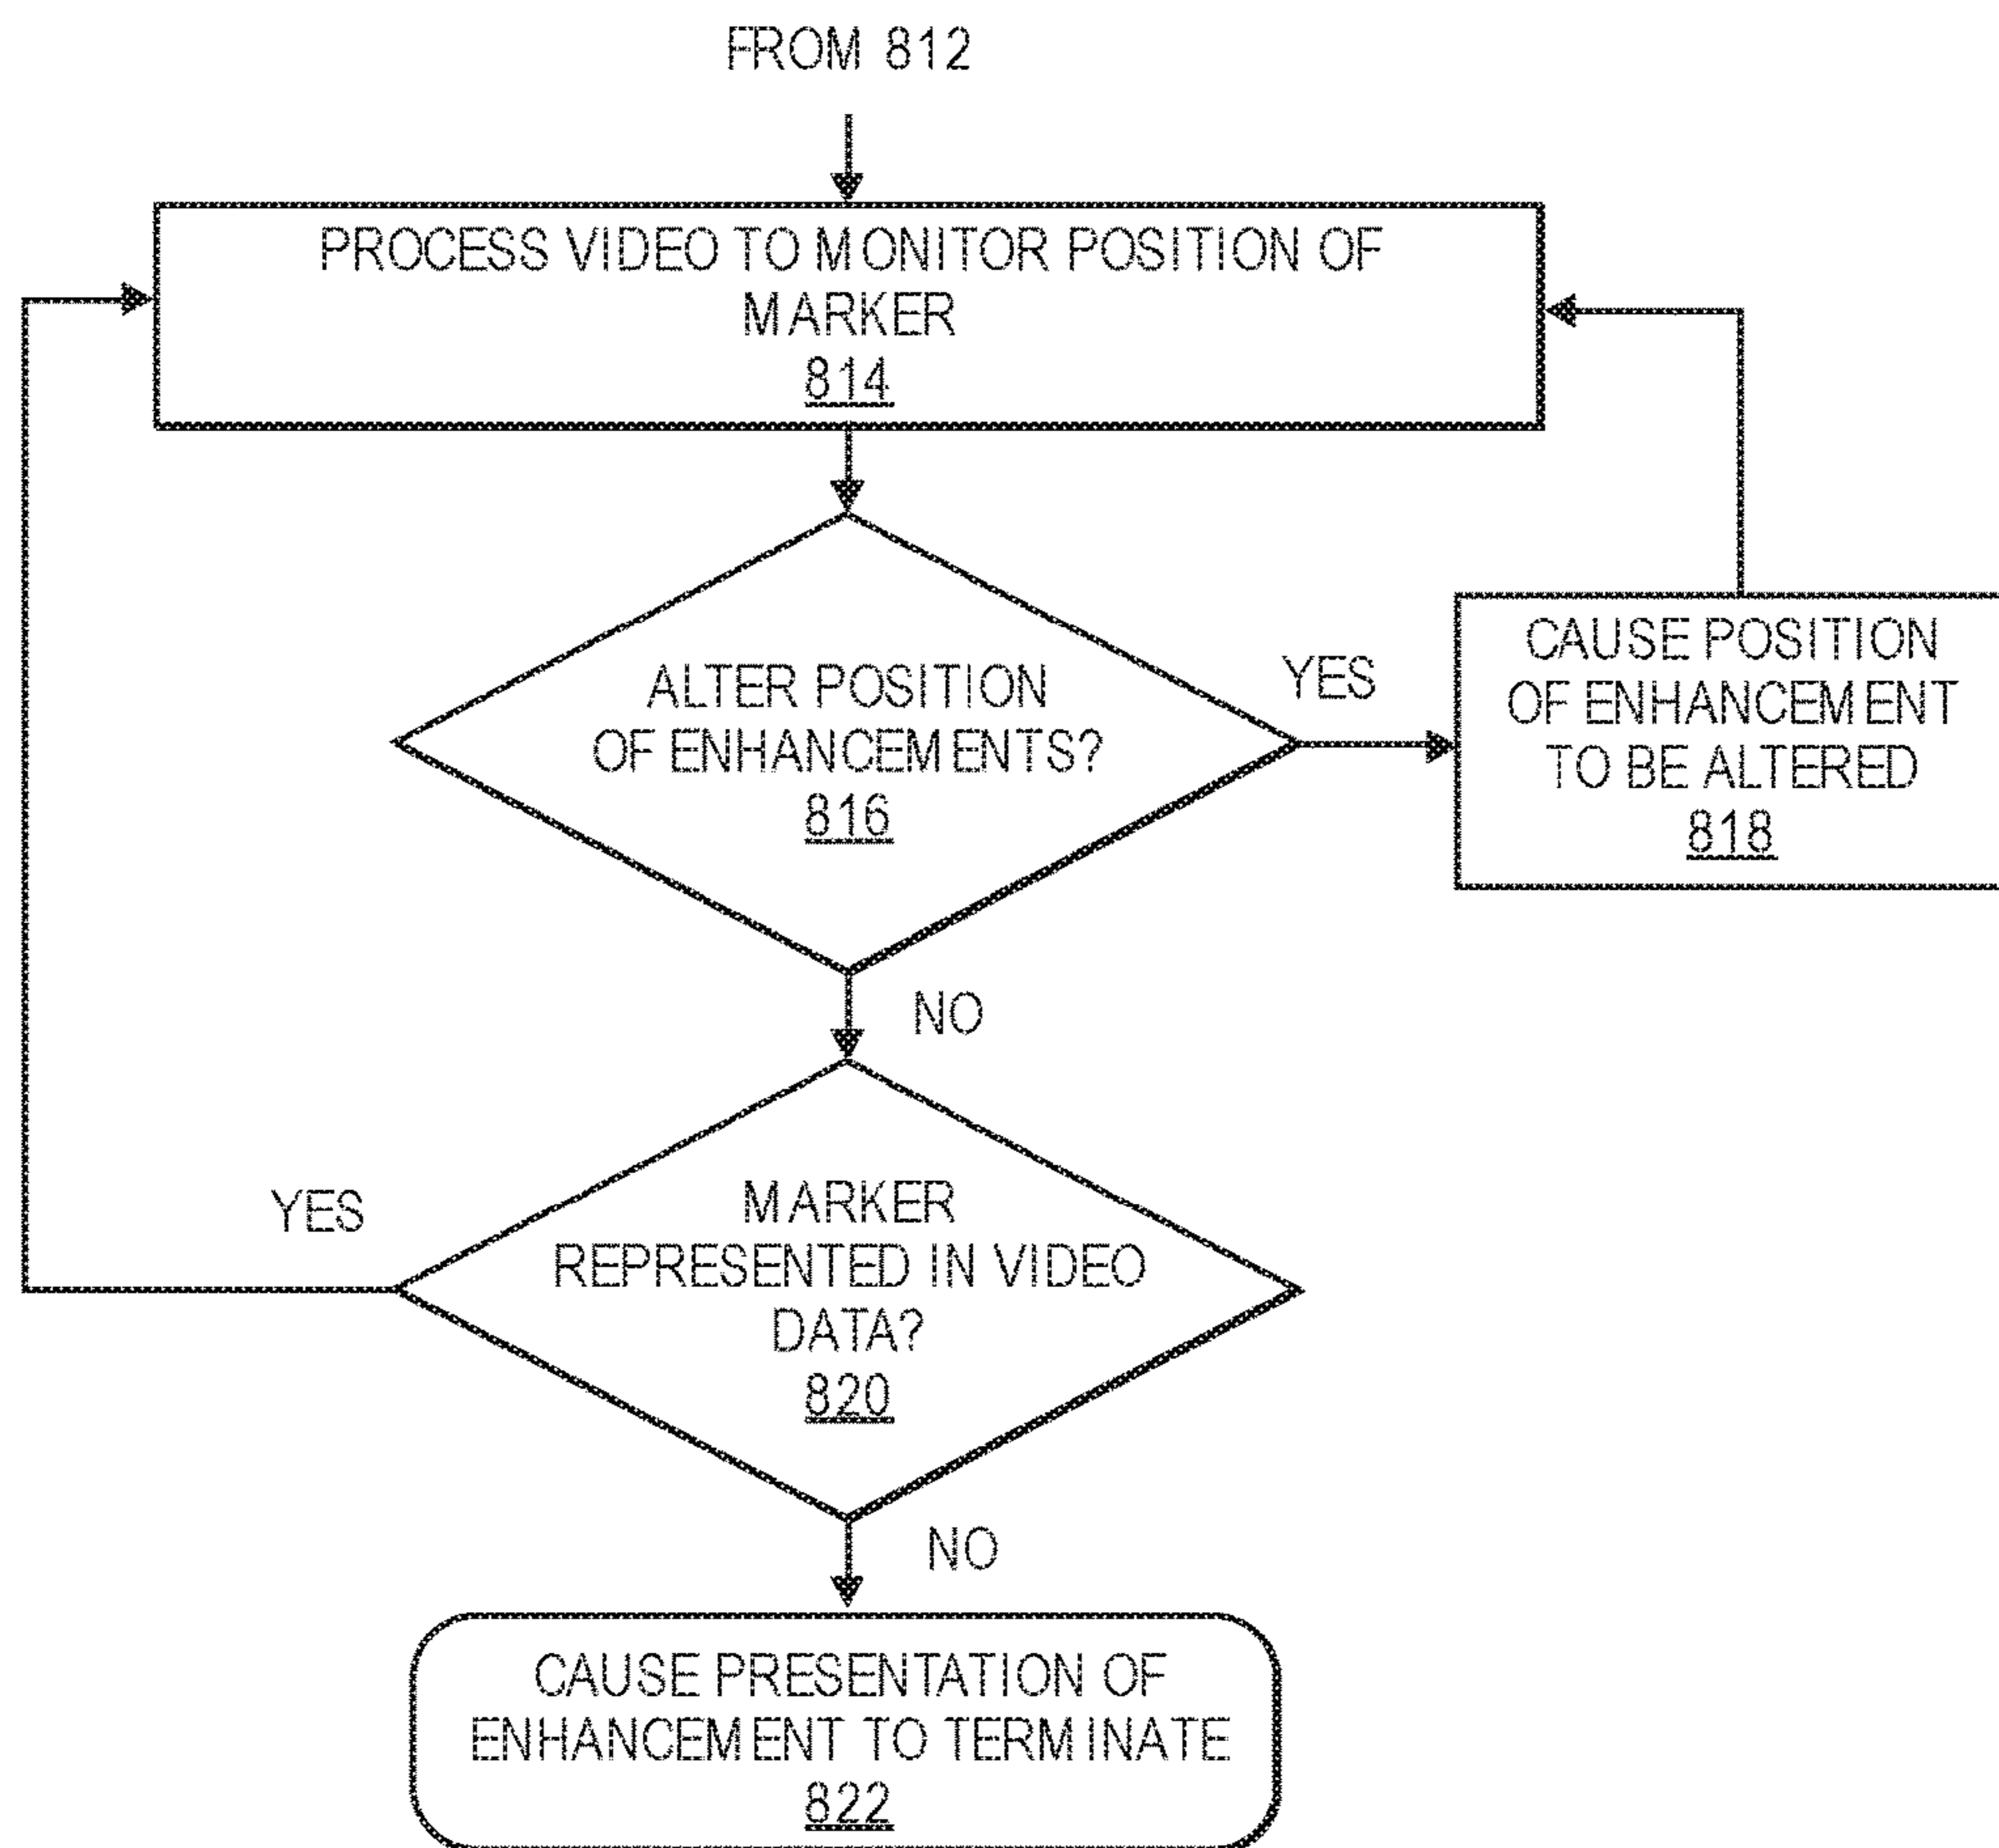 FROM 812
PROCESS VIDEO TO MONITOR POSITION OF
MARKER
814
ALTER POSITION
OF ENHANCEMENTS?
816
YES
CAUSE POSITION
OF ENHANCEMENT
TO BE ALTERED
818
NO
YES
MARKER
REPRESENTED IN VIDEO
DATA?
820
NO
CAUSE PRESENTATION OF
ENHANCEMENT TO TERMINATE
822